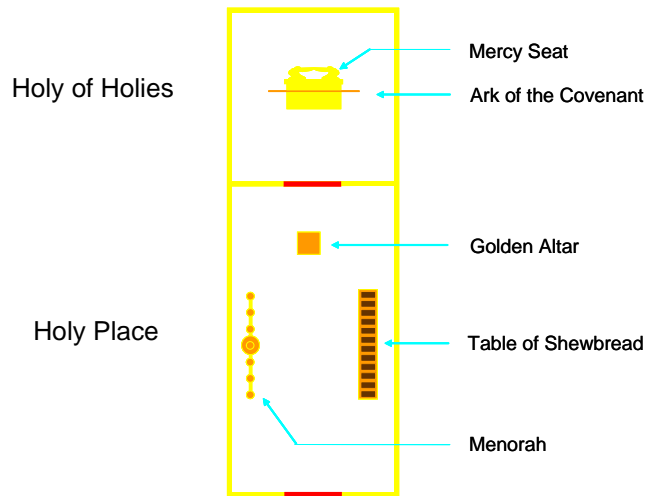 Mercy Seat
Holy of Holies
Ark of the Covenant
Golden Altar
Holy Place
Table of Shewbread
Menorah